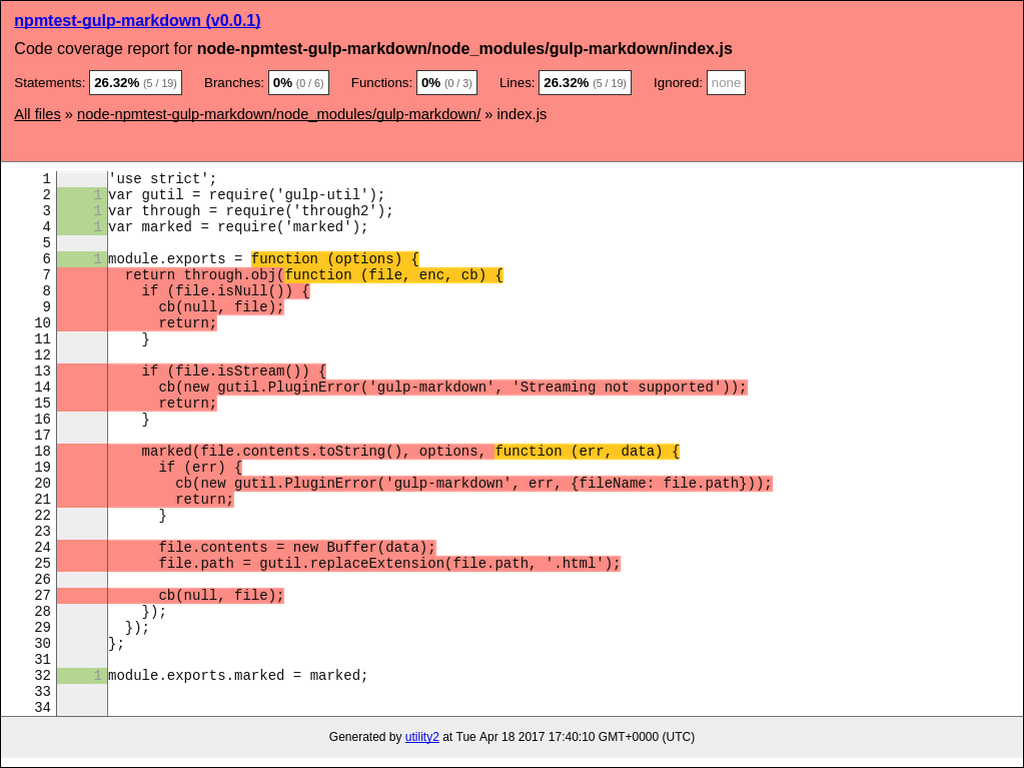 npmtest-gulp-markdown (v0.0.1)
Code coverage report for node-npmtest-gulp-markdown/node_modules/gulp-markdown/index.js
Statements: 26.32% (5 / 19) Branches: 0% (0 / 6) Functions: 0% (0 / 3) Lines: 26.32% (5 / 19) Ignored: none
All files » node-npmtest-gulp-markdown/node_modules/gulp-markdown/ » index.js
1 'use strict';
2 1 var gutil = require('gulp-util');
3 1 var through = require('through2');
4 1 var marked = require('marked');
5
6 1 module.exports = function (options) {
7 return through.obj(function (file, enc, cb) {
8 if (file.isNull()) {
9 cb(null, file);
10 return;
11 }
12
13 if (file.isStream()) {
14 cb(new gutil.PluginError('gulp-markdown', 'Streaming not supported'));
15 return;
16 }
17
18 marked(file.contents.toString(), options, function (err, data) {
19 if (err) {
20 cb(new gutil.PluginError('gulp-markdown', err, {fileName: file.path}));
21 return;
22 }
23
24 file.contents = new Buffer(data);
25 file.path = gutil.replaceExtension(file.path, '.html');
26
27 cb(null, file);
28 });
29 });
30 };
31
32 1 module.exports.marked = marked;
33
34
Generated by utility2 at Tue Apr 18 2017 17:40:10 GMT+0000 (UTC)